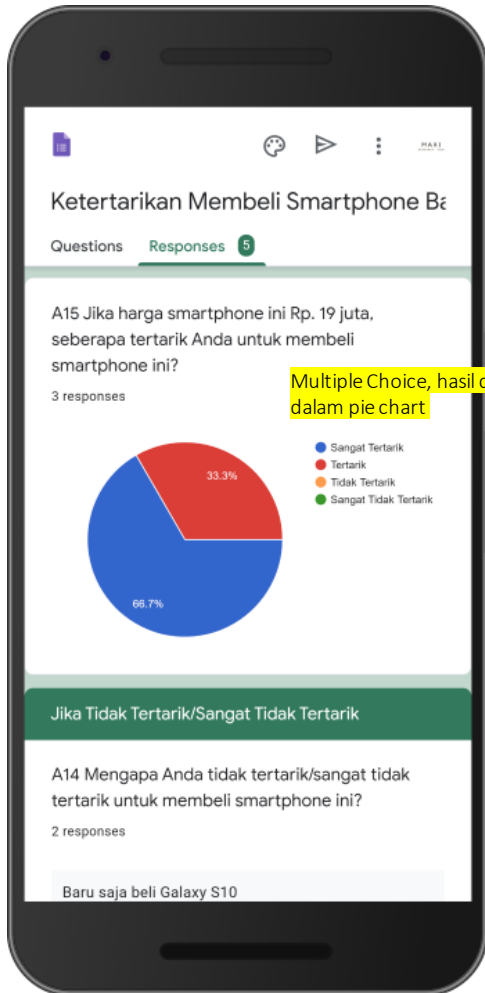 MARI
Ketertarikan Membeli Smartphone Ba
Questions Responses 5
A15 Jika harga smartphone ini Rp. 19 juta,
seberapa tertarik Anda untuk membeli
smartphone ini?
3 responses
Multiple Choice, hasil
dalam pie chart
Sangat Tertarik
Tertarik
Tidak Tertarik
Sangat Tidak Tertarik
33.3%
66.7%
Jika Tidak Tertarik/Sangat Tidak Tertarik
A14 Mengapa Anda tidak tertarik/sangat tidak
tertarik untuk membeli smartphone ini?
2 responses
Baru saja beli Galaxy S10